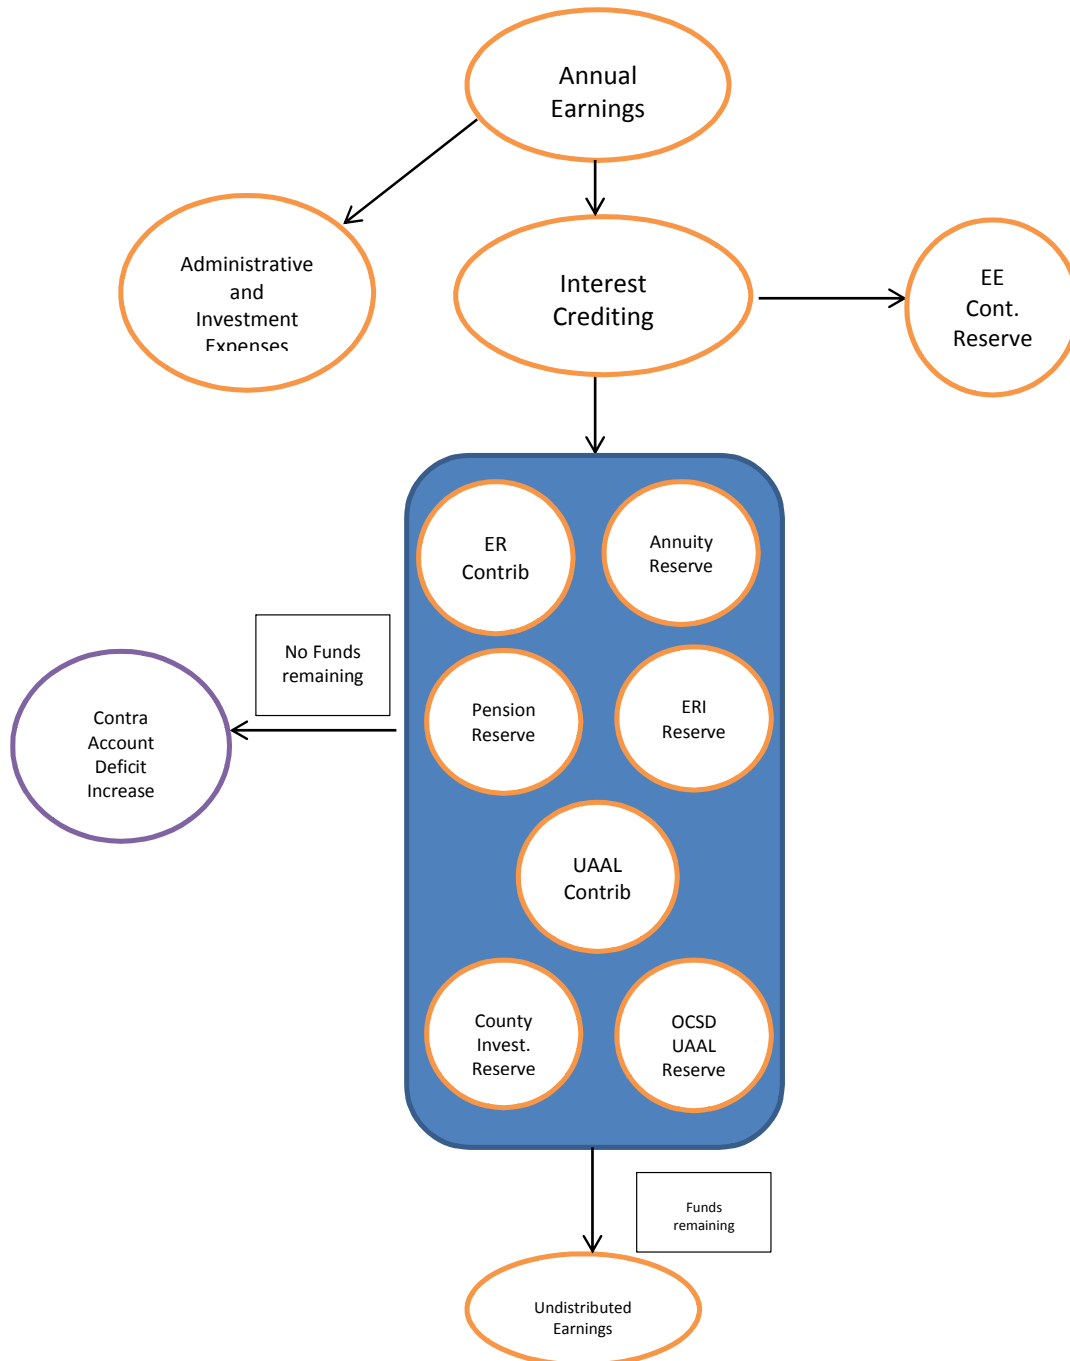 Annual
Earnings
Administrative
and
Investment
Expenses
Interest
Crediting
EE
Cont.
Reserve
ER
Contrib
Annuity
Reserve
No Funds
remaining
Pension
Reserve
ERI
Reserve
Contra
Account
Deficit
Increase
UAAL
Contrib
County
Invest.
Reserve
OCSD
UAAL
Reserve
Funds
remaining
Undistributed
Earnings